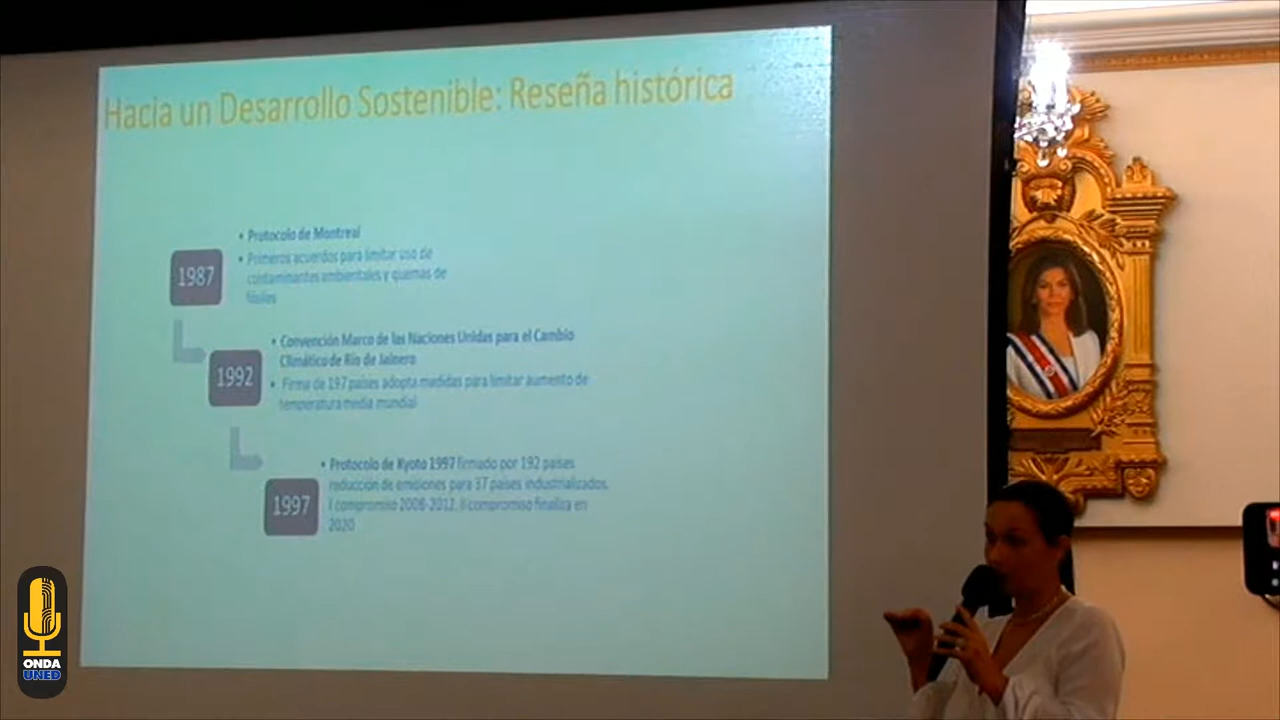 Hacia un Desarrollo Sostenible: Reseña histórica
1987
• Protocolo de Montreal
• Primeros acuerdos para limitar uso de
contaminantes ambientales y quemas de
fósiles
1992
• Convención Marco de las Naciones Unidas para el Cambio
Climático de Río de Jainero
• Firma de 197 países adopta medidas para limitar aumento de
temperatura media mundial
1997
• Protocolo de Kyoto 1997 firmado por 192 países
reducción de emisiones para 37 países industrializados.
I compromiso 2008-2012. II compromiso finaliza en
2020
ONDA
UNED